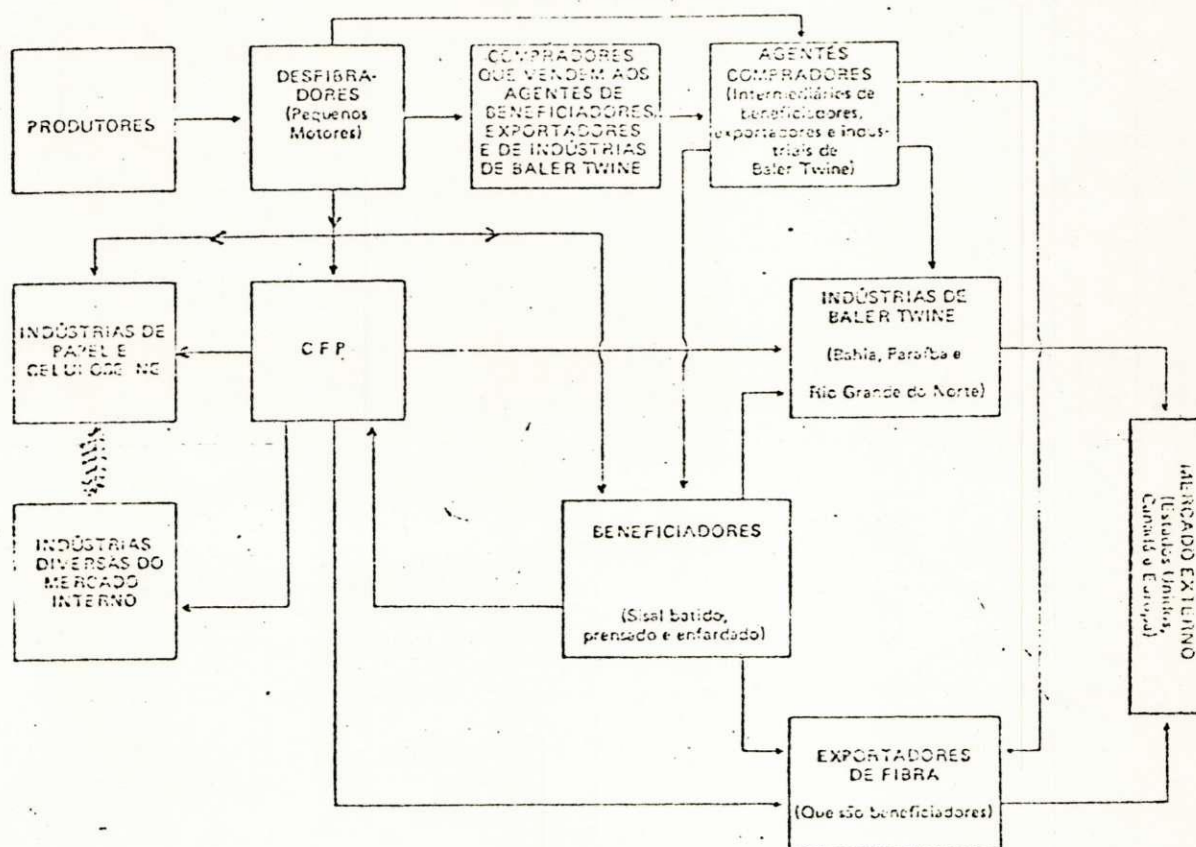 PRODUTORES
DESFIBRA-
DORES
(Pequenos
Motores)
COMPRADORES
QUE VENDEM AOS
AGENTES DE
BENEFICIADORES,
EXPORTADORES
E DE INDÚSTRIAS
DE BALER TWINE
AGENTES
COMPRADORES
(Intermediários de
beneficiadores,
exportadores e indus-
triais de
Baler Twine)
INDÚSTRIAS DE
PAPEL E
CELULOSE-NE
CFP
INDÚSTRIAS DE
BALER TWINE
(Bahia, Paraíba e
Rio Grande do Norte)
INDÚSTRIAS
DIVERSAS DO
MERCADO
INTERNO
BENEFICIADORES
(Sisal batido,
prensado e enfardado)
MERCADO EXTERNO
(Estados Unidos,
Canadá e Europa)
EXPORTADORES
DE FIBRA
(Que são beneficiadores)